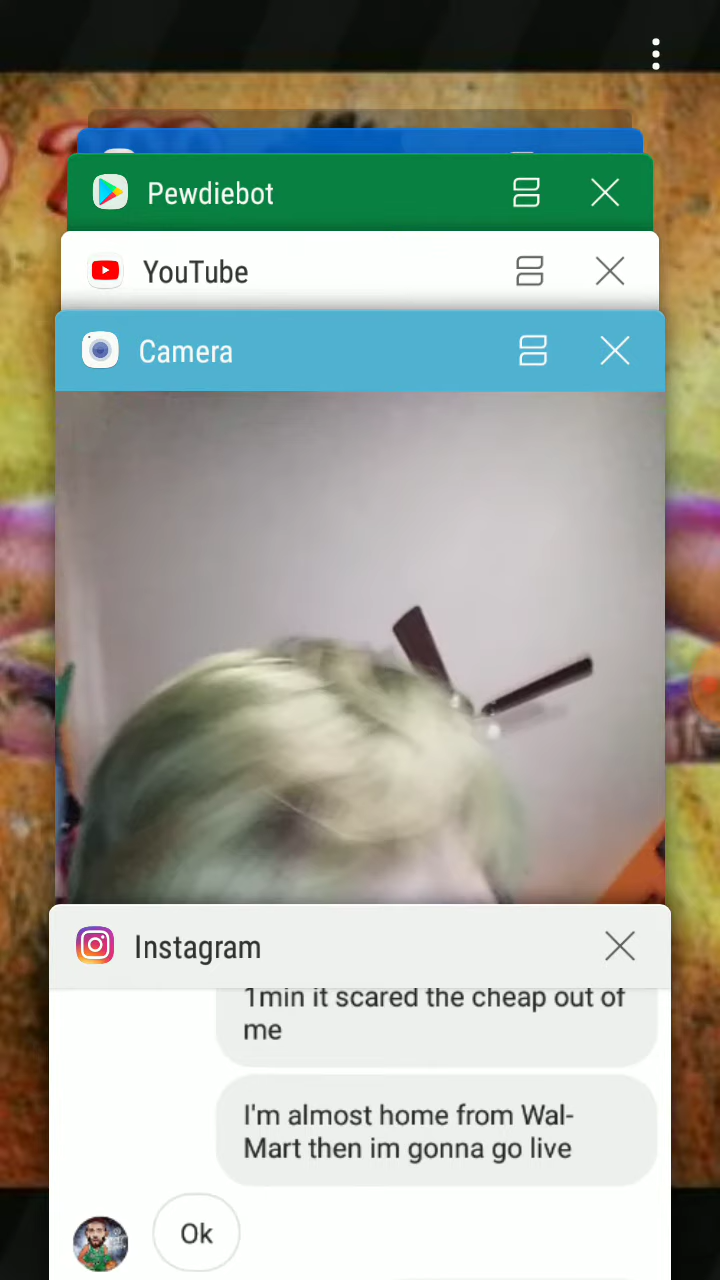 Pewdiebot
YouTube
Camera
Instagram
1min it scared the cheap out of
me
I'm almost home from Wal-
Mart then im gonna go live
Ok